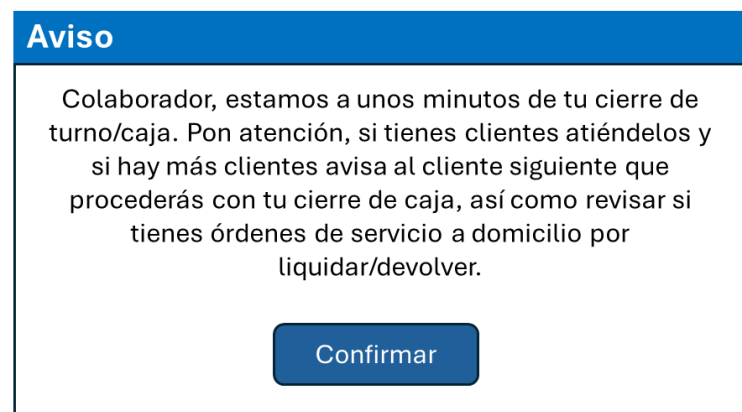 Aviso
Colaborador, estamos a unos minutos de tu cierre de
turno/caja. Pon atención, si tienes clientes atiéndelos y
si hay más clientes avisa al cliente siguiente que
procederás con tu cierre de caja, así como revisar si
tienes órdenes de servicio a domicilio por
liquidar/devolver.
Confirmar